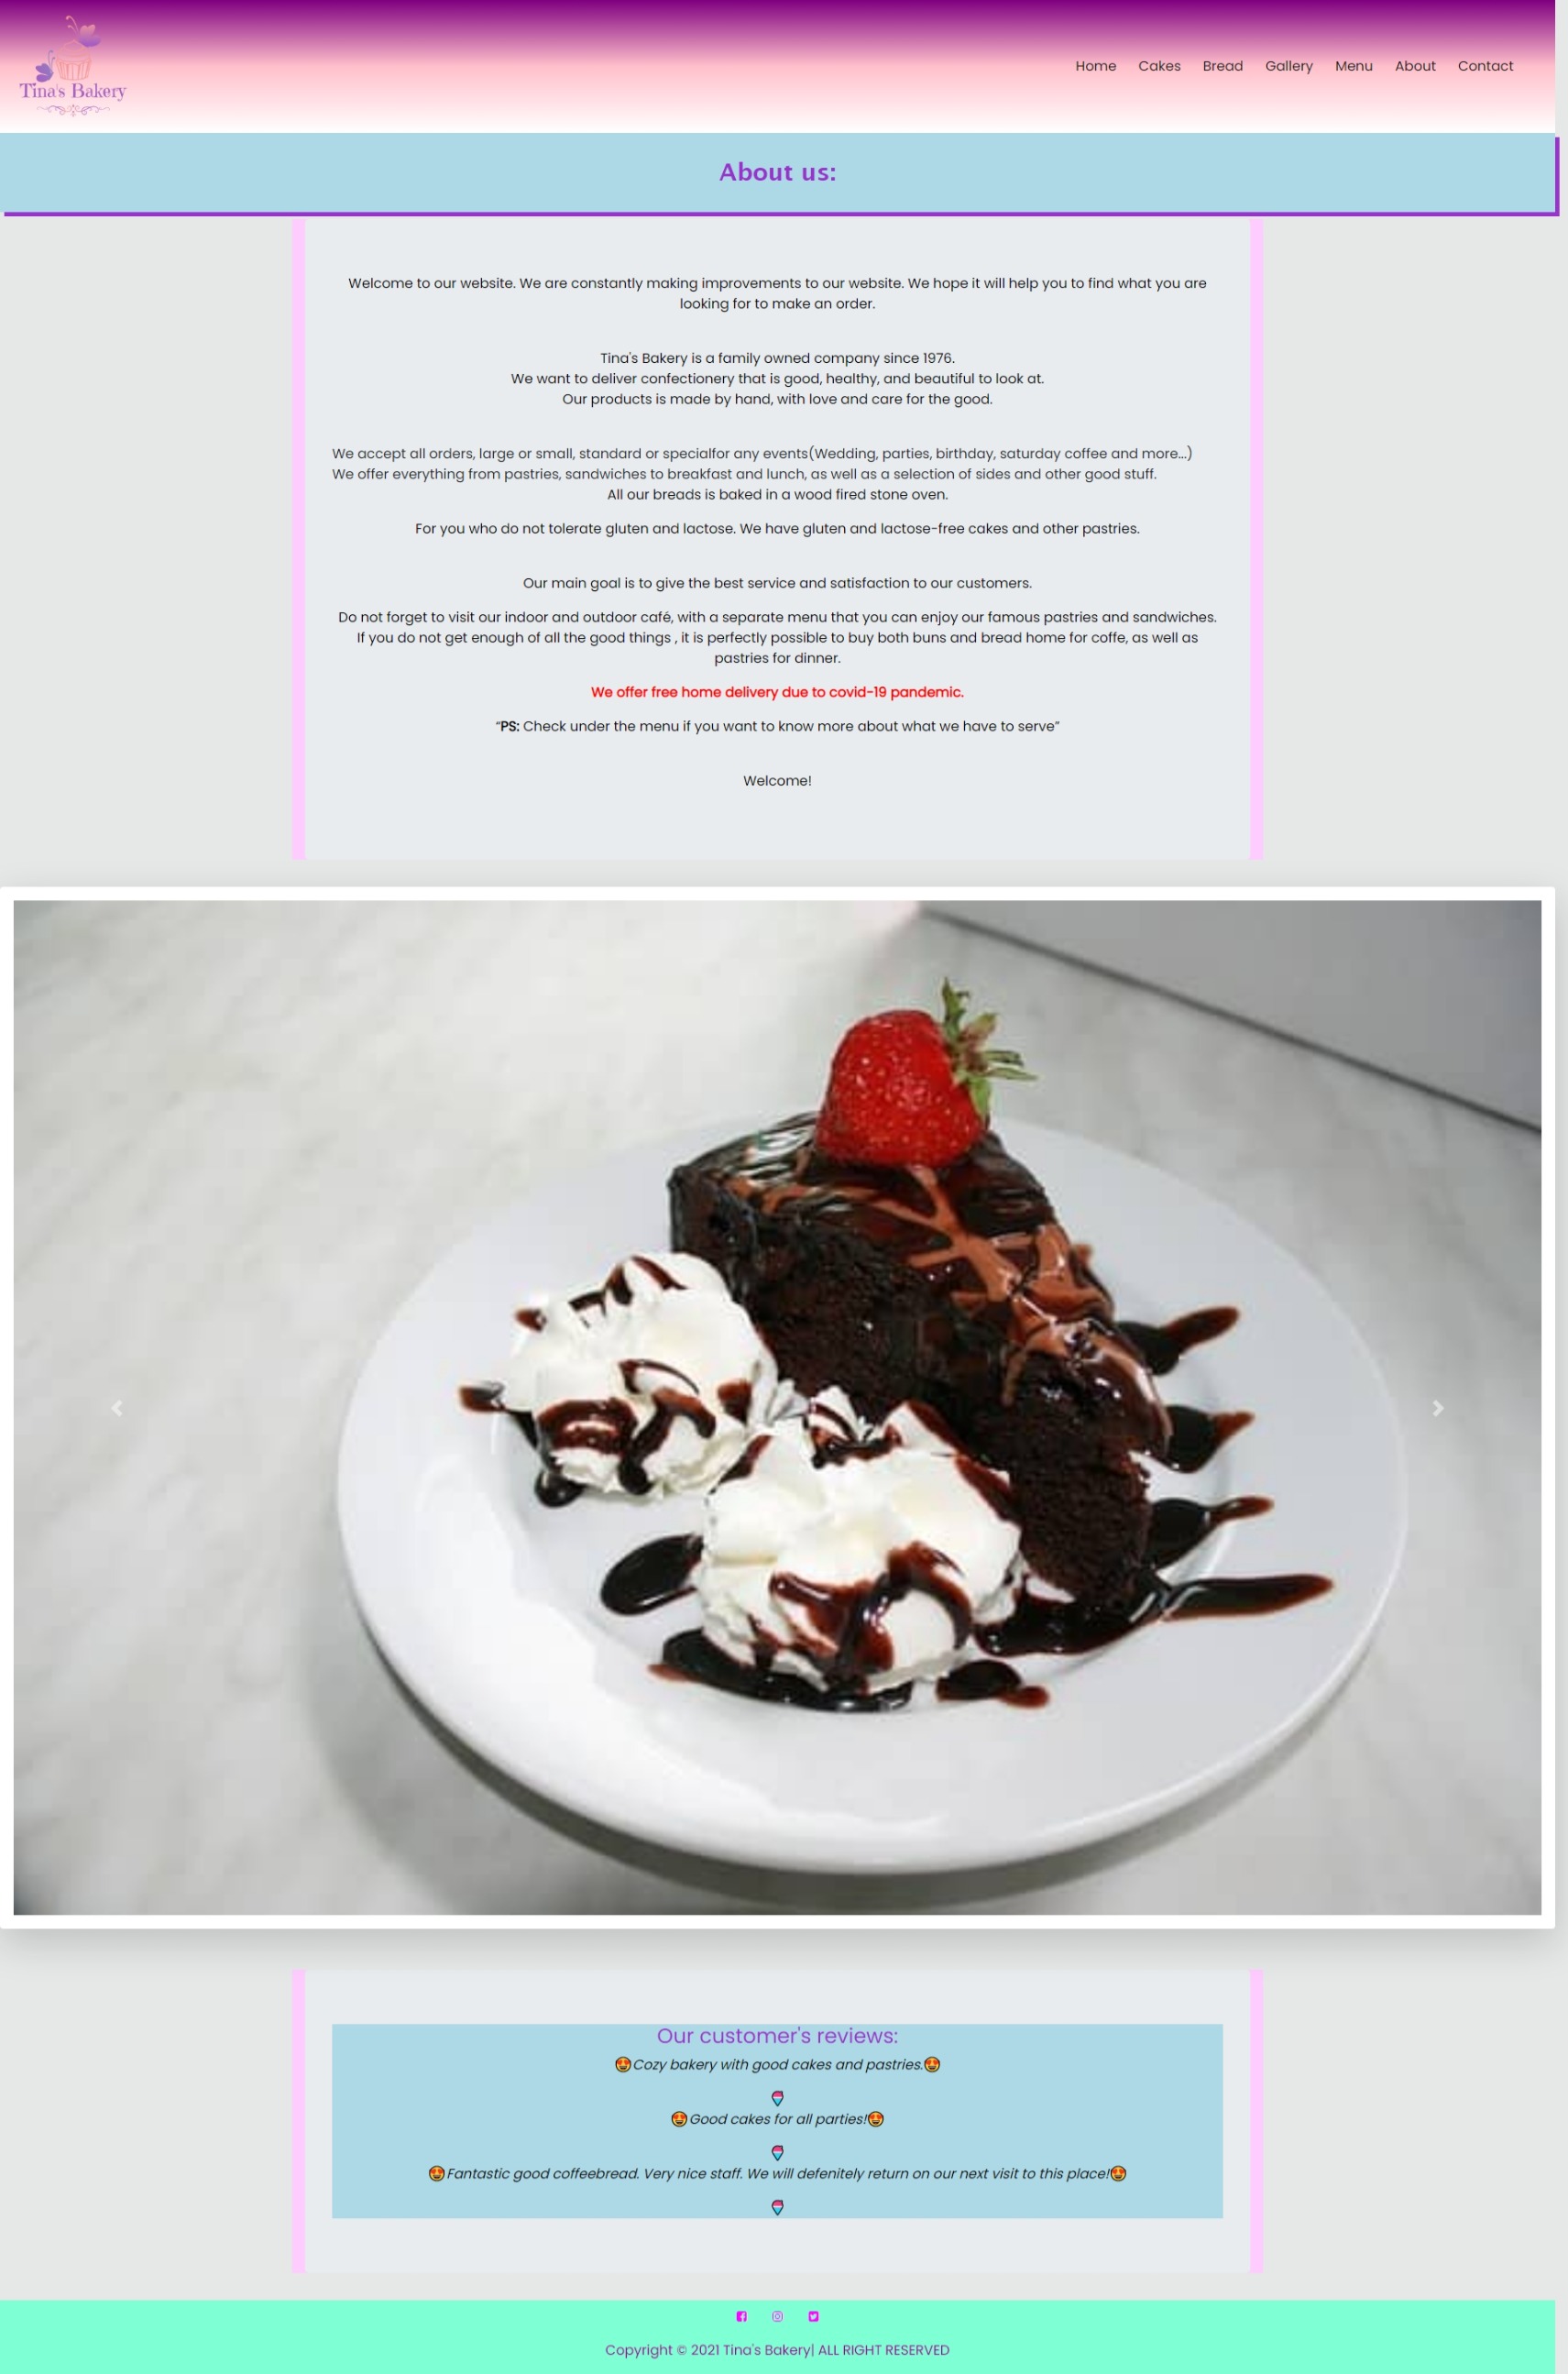 Tina's Bakery
Home Cakes Bread Gallery Menu About Contact
About us:
Welcome to our website. We are constantly making improvements to our website. We hope it will help you to find what you are
looking for to make an order.
Tina's Bakery is a family owned company since 1976.
We want to deliver confectionery that is good, healthy, and beautiful to look at.
Our products is made by hand, with love and care for the good.
We accept all orders, large or small, standard or specialfor any events(Wedding, parties, birthday, saturday coffee and more...)
We offer everything from pastries, sandwiches to breakfast and lunch, as well as a selection of sides and other good stuff.
All our breads is baked in a wood fired stone oven.
For you who do not tolerate gluten and lactose. We have gluten and lactose-free cakes and other pastries.
Our main goal is to give the best service and satisfaction to our customers.
Do not forget to visit our indoor and outdoor café, with a separate menu that you can enjoy our famous pastries and sandwiches.
If you do not get enough of all the good things , it is perfectly possible to buy both buns and bread home for coffe, as well as
pastries for dinner.
We offer free home delivery due to covid-19 pandemic.
“PS: Check under the menu if you want to know more about what we have to serve”
Welcome!
Our customer's reviews:
🤩Cozy bakery with good cakes and pastries.🤩
🍧
🤩Good cakes for all parties!🤩
🍧
🤩Fantastic good coffeebread. Very nice staff. We will defenitely return on our next visit to this place!🤩
🍧
Copyright © 2021 Tina's Bakery| ALL RIGHT RESERVED